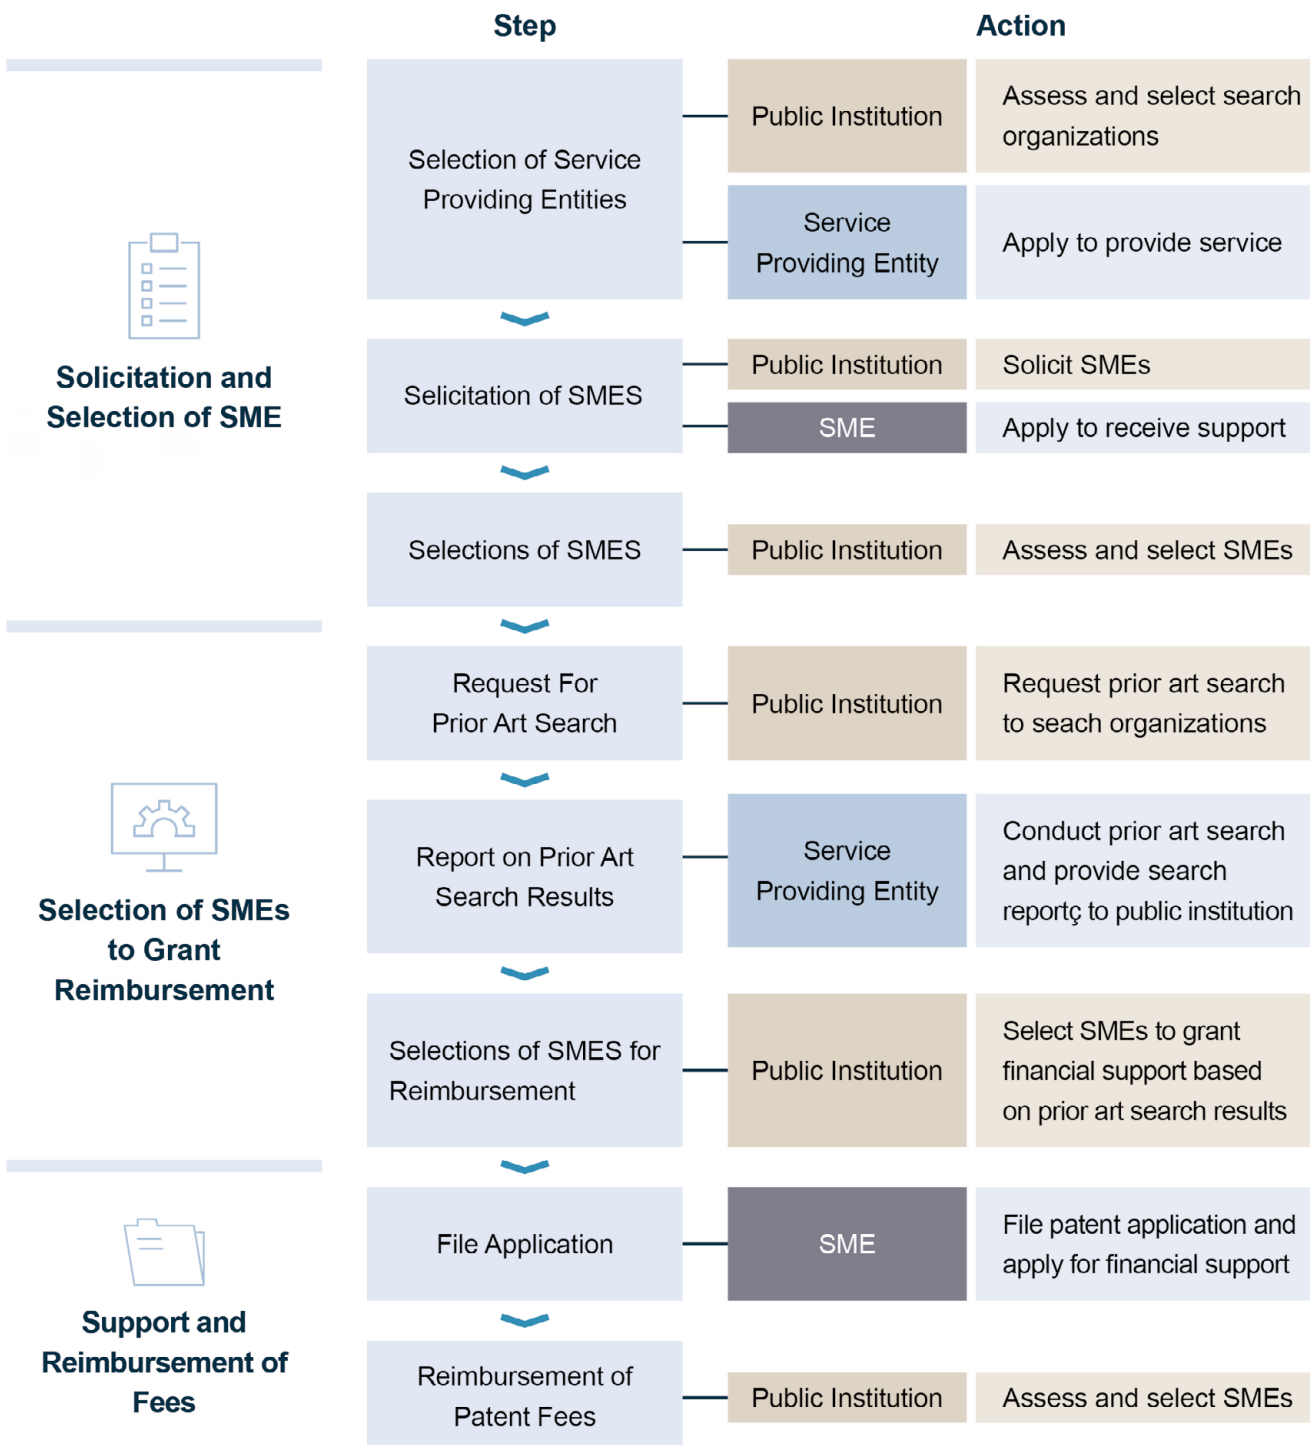 Step
Action
Solicitation and
Selection of SME
Selection of Service
Providing Entities
Public Institution
Assess and select search
organizations
Service
Providing Entity
Apply to provide service
Selicitation of SMES
Public Institution
Solicit SMEs
SME
Apply to receive support
Selections of SMES
Public Institution
Assess and select SMEs
Selection of SMEs
to Grant
Reimbursement
Request For
Prior Art Search
Public Institution
Request prior art search
to seach organizations
Report on Prior Art
Search Results
Service
Providing Entity
Conduct prior art search
and provide search
reportç to public institution
Selections of SMES for
Reimbursement
Public Institution
Select SMEs to grant
financial support based
on prior art search results
Support and
Reimbursement of
Fees
File Application
SME
File patent application and
apply for financial support
Reimbursement of
Patent Fees
Public Institution
Assess and select SMEs